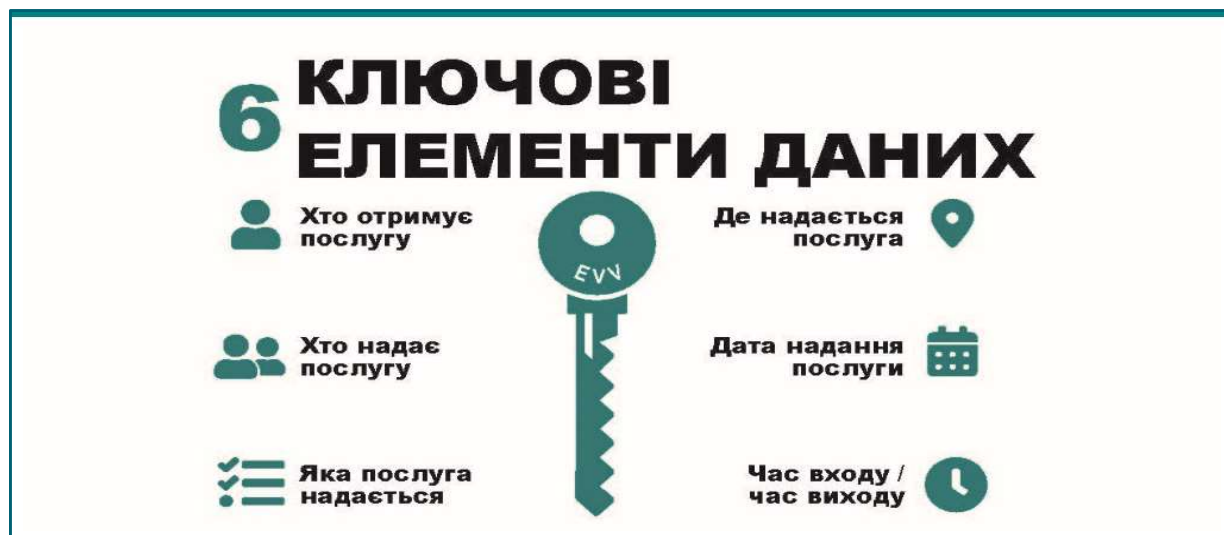 6 КЛЮЧОВІ
ЕЛЕМЕНТИ ДАНИХ
Хто отримує
послугу
Хто надає
послугу
Яка послуга
надається
EVV
Де надається
послуга
Дата надання
послуги
Час входу /
час виходу